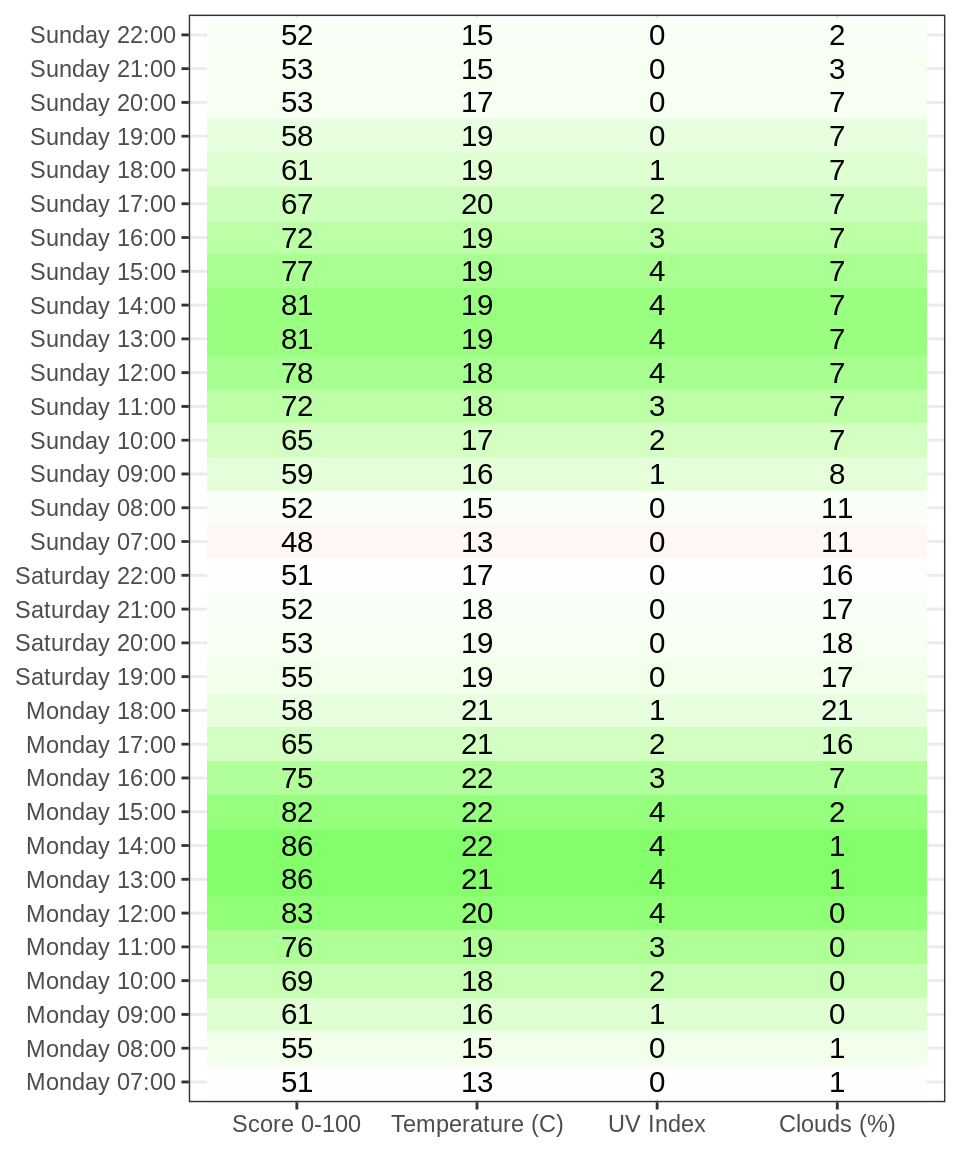 Sunday 22:00 52 15 0 2
Sunday 21:00 53 15 0 3
Sunday 20:00 53 17 0 7
Sunday 19:00 58 19 0 7
Sunday 18:00 61 19 1 7
Sunday 17:00 67 20 2 7
Sunday 16:00 72 19 3 7
Sunday 15:00 77 19 4 7
Sunday 14:00 81 19 4 7
Sunday 13:00 81 19 4 7
Sunday 12:00 78 18 4 7
Sunday 11:00 72 18 3 7
Sunday 10:00 65 17 2 7
Sunday 09:00 59 16 1 8
Sunday 08:00 52 15 0 11
Sunday 07:00 48 13 0 11
Saturday 22:00 51 17 0 16
Saturday 21:00 52 18 0 17
Saturday 20:00 53 19 0 18
Saturday 19:00 55 19 0 17
Monday 18:00 58 21 1 21
Monday 17:00 65 21 2 16
Monday 16:00 75 22 3 7
Monday 15:00 82 22 4 2
Monday 14:00 86 22 4 1
Monday 13:00 86 21 4 1
Monday 12:00 83 20 4 0
Monday 11:00 76 19 3 0
Monday 10:00 69 18 2 0
Monday 09:00 61 16 1 0
Monday 08:00 55 15 0 1
Monday 07:00 51 13 0 1
Score 0-100 Temperature (C) UV Index Clouds (%)